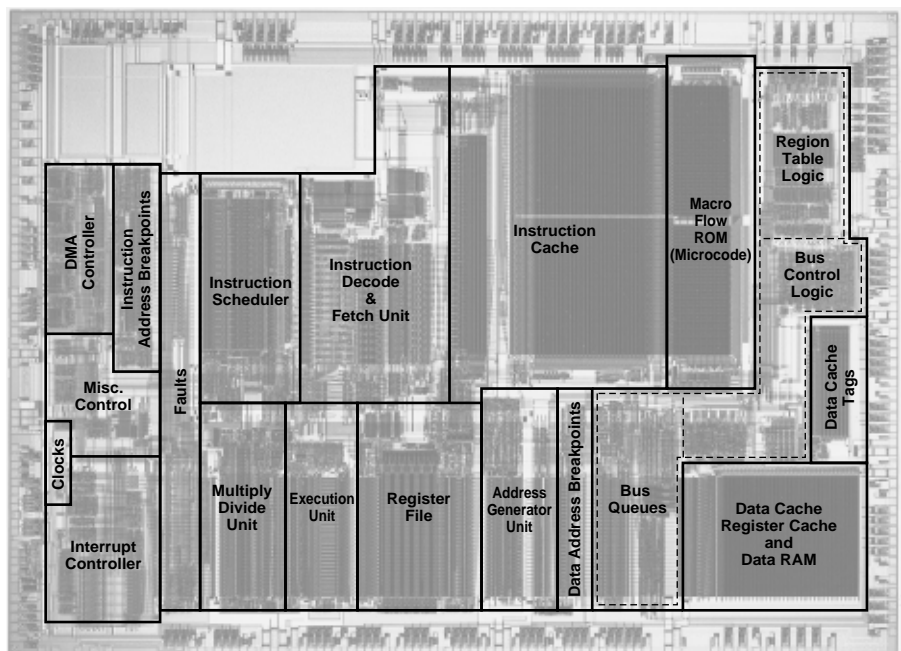 Region
Table
Logic
DMA
Controller
Instruction
Address Breakpoints
Instruction
Scheduler
Instruction
Decode
&
Fetch Unit
Instruction
Cache
Macro
Flow
ROM
(Microcode)
Bus
Control
Logic
Misc.
Control
Faults
Data Cache
Tags
Clocks
Interrupt
Controller
Multiply
Divide
Unit
Execution
Unit
Register
File
Address
Generator
Unit
Data Address Breakpoints
Bus
Queues
Data Cache
Register Cache
and
Data RAM